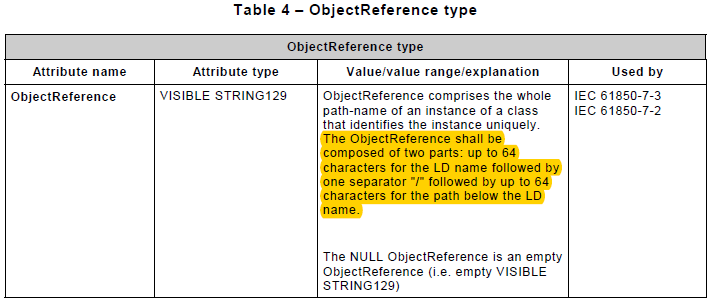 Table 4 – ObjectReference type
ObjectReference type
Attribute name
Attribute type
Value/value range/explanation
Used by
ObjectReference
VISIBLE STRING129
ObjectReference comprises the whole
path-name of an instance of a class
that identifies the instance uniquely.
The ObjectReference shall be
composed of two parts: up to 64
characters for the LD name followed by
one separator "/" followed by up to 64
characters for the path below the LD
name.
The NULL ObjectReference is an empty
ObjectReference (i.e. empty VISIBLE
STRING129)
IEC 61850-7-3
IEC 61850-7-2